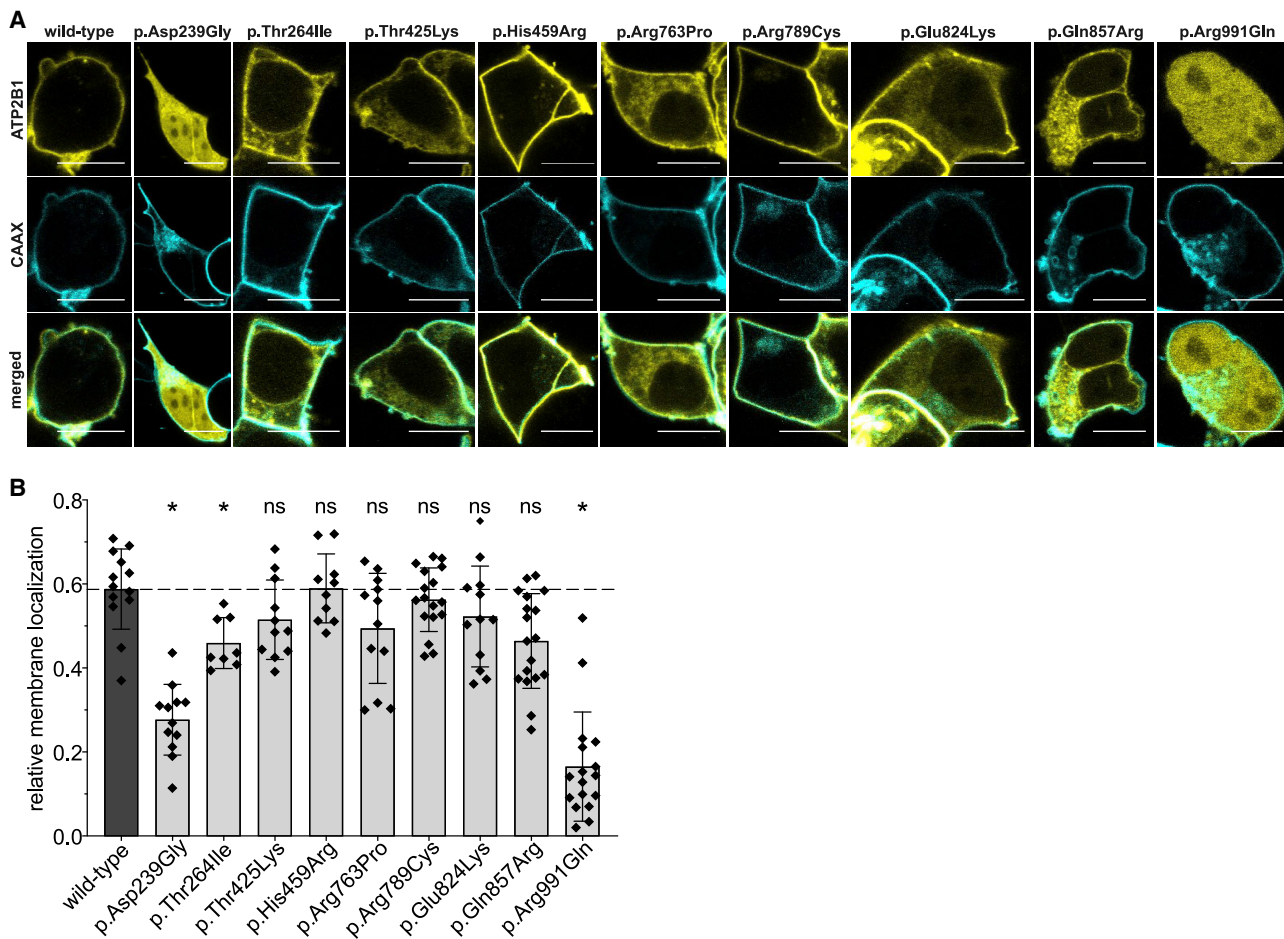 A
wild-type p.Asp239Gly p.Thr264Ile p.Thr425Lys p.His459Arg p.Arg763Pro p.Arg789Cys p.Glu824Lys p.Gln857Arg p.Arg991Gln
ATP2B1
CAAX
merged
B
* * ns ns ns ns ns ns *
relative membrane localization
0.8
0.6
0.4
0.2
0.0
wild-type p.Asp239Gly p.Thr264Ile p.Thr425Lys p.His459Arg p.Arg763Pro p.Arg789Cys p.Glu824Lys p.Gln857Arg p.Arg991Gln